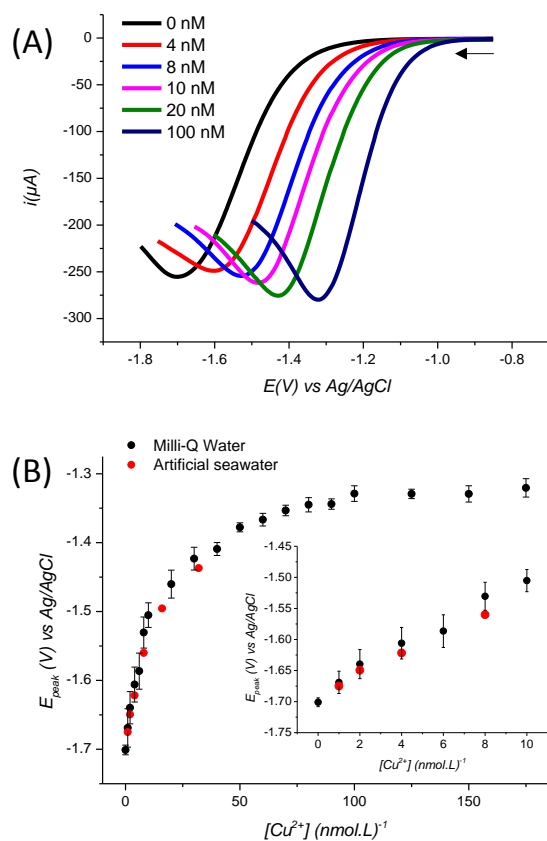 (A)
0 nM
4 nM
8 nM
10 nM
20 nM
100 nM
0
-50
-100
-150
-200
-250
-300
i(µA)
-1.8 -1.6 -1.4 -1.2 -1.0 -0.8
E(V) vs Ag/AgCl
(B)
Milli-Q Water
Artificial seawater
-1.3
-1.4
-1.5
-1.6
-1.7
E_peak (V) vs Ag/AgCl
0 25 50 75 100 125 150 175
[Cu²⁺] (nmol.L)⁻¹
-1.45
-1.50
-1.55
-1.60
-1.65
-1.70
-1.75
E_peak (V) vs Ag/AgCl
0 2 4 6 8 10
[Cu²⁺] (nmol.L)⁻¹